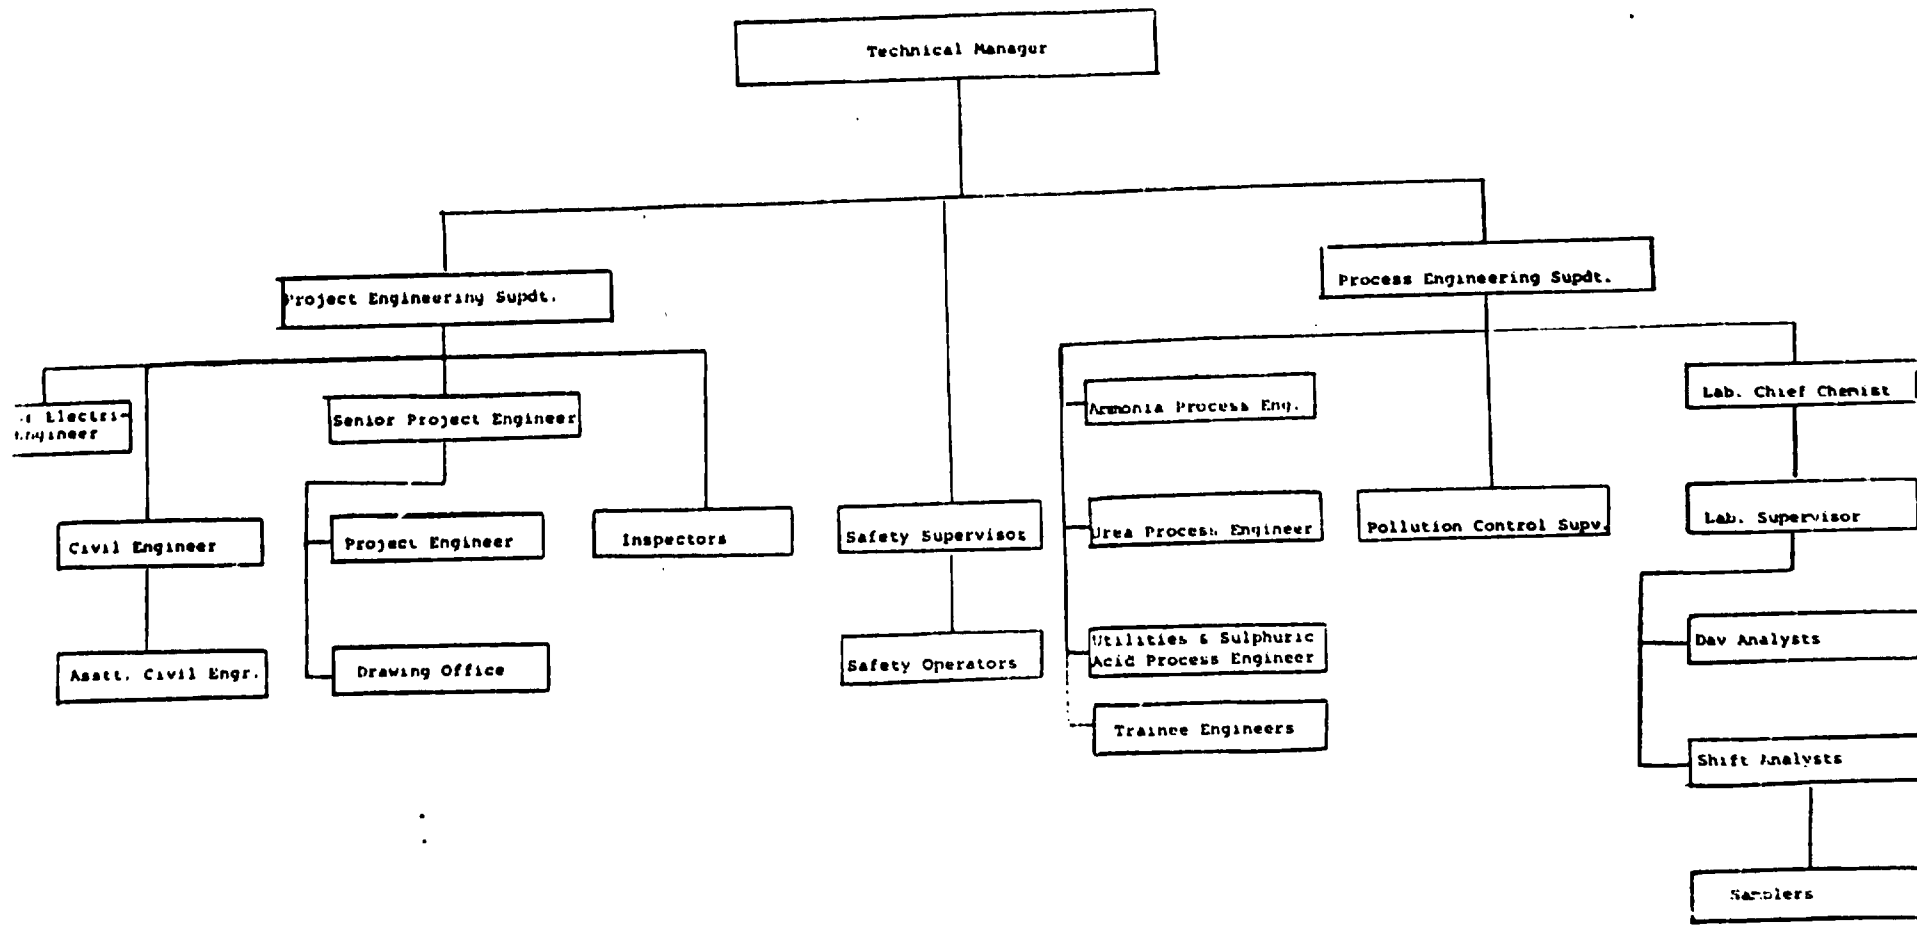 Technical Managur
Project Engineering Supdt.
Process Engineering Supdt.
Electri-
Engineer
Senior Project Engineer
Ammonia Process Eng.
Lab. Chief Chemist
Civil Engineer
Project Engineer
Inspectors
Safety Supervisor
Urea Process Engineer
Pollution Control Supv.
Lab. Supervisor
Asstt. Civil Engr.
Drawing Office
Safety Operators
Utilities & Sulphuric
Acid Process Engineer
Day Analysts
Trainee Engineers
Shift Analysts
Samplers